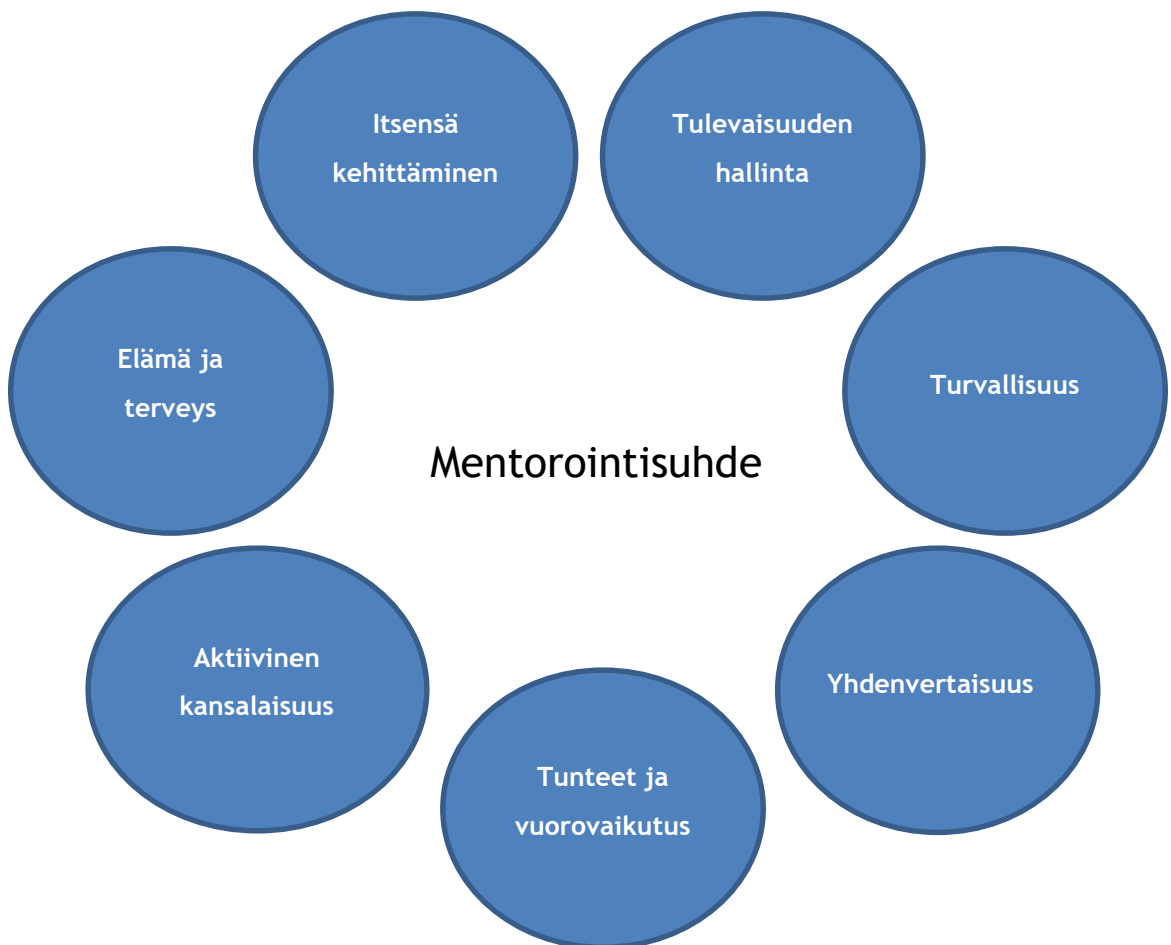 Itsensä
kehittäminen
Tulevaisuuden
hallinta
Elämä ja
terveys
Turvallisuus
Mentorointisuhde
Aktiivinen
kansalaisuus
Yhdenvertaisuus
Tunteet ja
vuorovaikutus